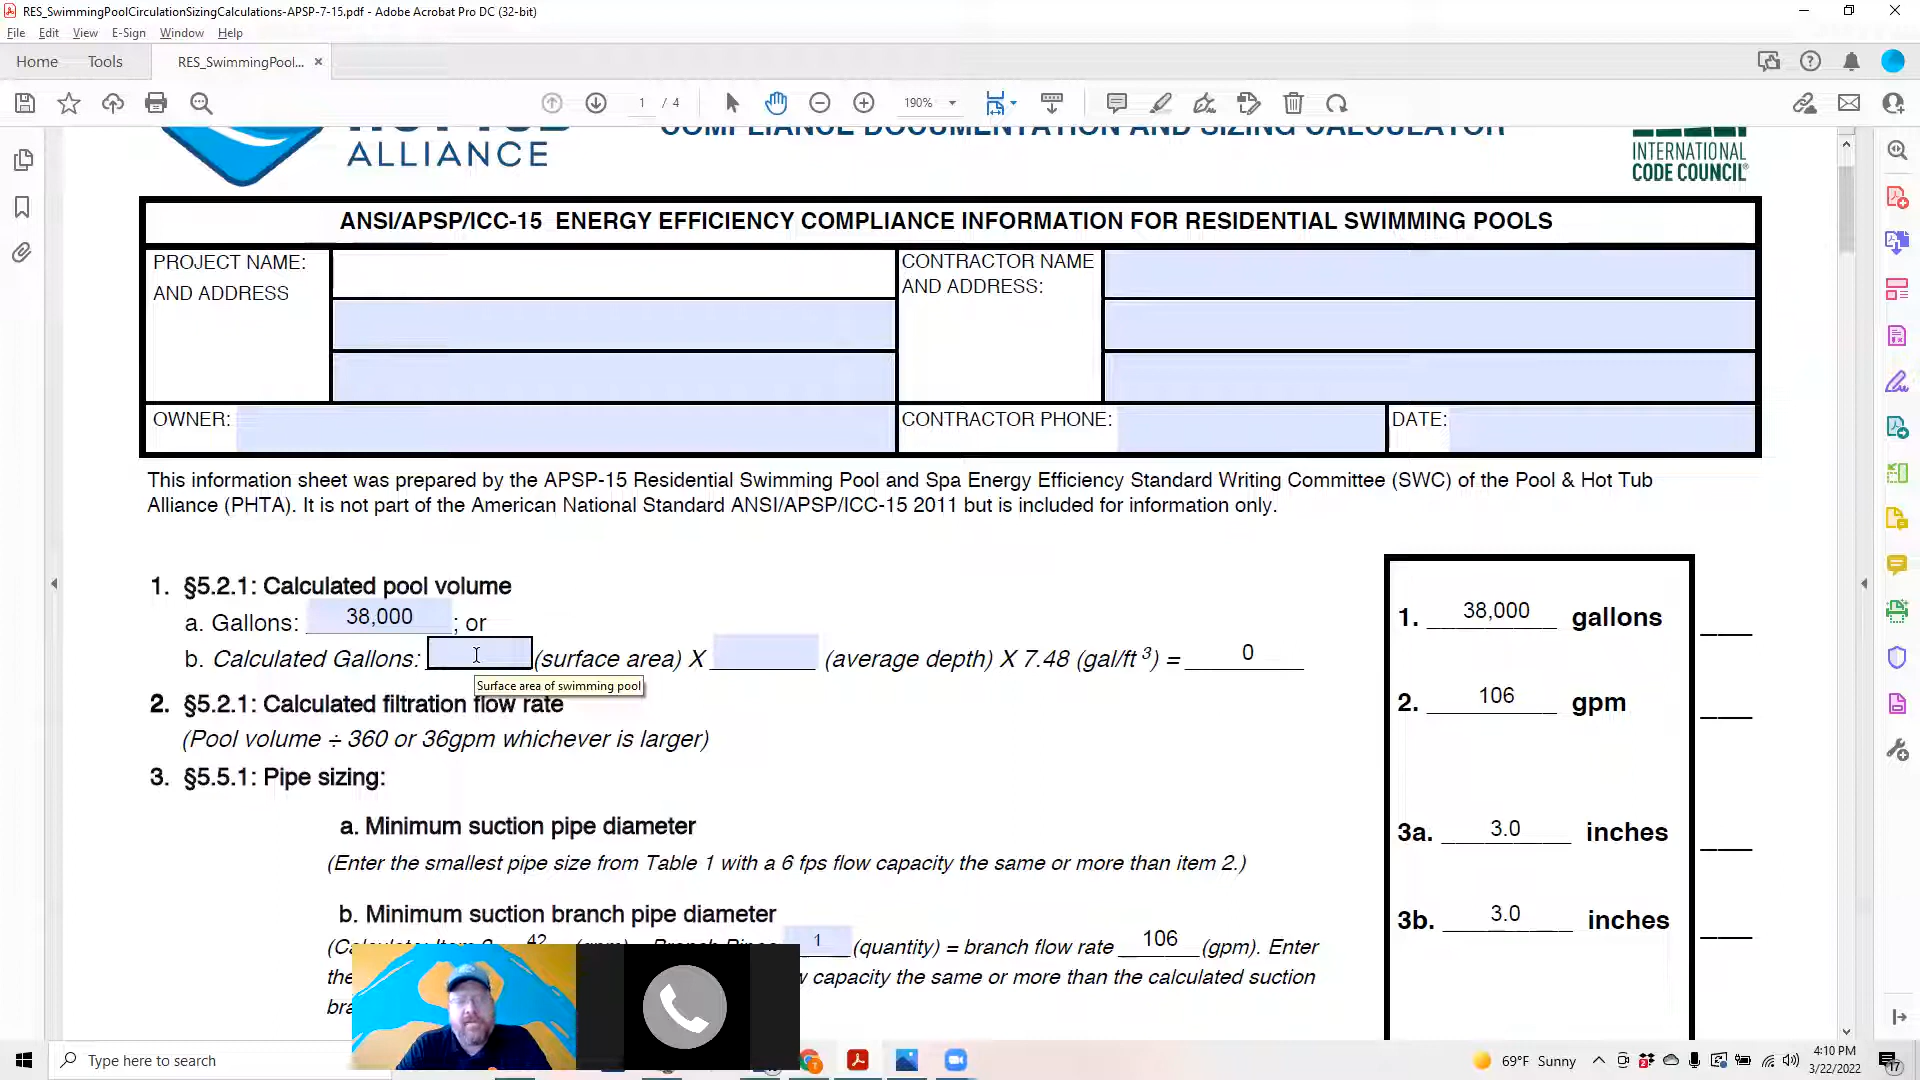 RES_SwimmingPoolCirculationSizingCalculations-APSP-7-15.pdf - Adobe Acrobat Pro DC (32-bit)
File Edit View E-Sign Window Help
Home Tools RES_SwimmingPool... ×
1 / 4 190%
COMPLIANCE DOCUMENTATION AND SIZING CALCULATOR
ALLIANCE
INTERNATIONAL
CODE COUNCIL®
ANSI/APSP/ICC-15 ENERGY EFFICIENCY COMPLIANCE INFORMATION FOR RESIDENTIAL SWIMMING POOLS
PROJECT NAME:
AND ADDRESS
CONTRACTOR NAME
AND ADDRESS:
OWNER:
CONTRACTOR PHONE:
DATE:
This information sheet was prepared by the APSP-15 Residential Swimming Pool and Spa Energy Efficiency Standard Writing Committee (SWC) of the Pool & Hot Tub
Alliance (PHTA). It is not part of the American National Standard ANSI/APSP/ICC-15 2011 but is included for information only.
1. §5.2.1: Calculated pool volume
a. Gallons: 38,000 ; or
b. Calculated Gallons: (surface area) X (average depth) X 7.48 (gal/ft 3) = 0
Surface area of swimming pool
2. §5.2.1: Calculated filtration flow rate
(Pool volume ÷ 360 or 36gpm whichever is larger)
3. §5.5.1: Pipe sizing:
a. Minimum suction pipe diameter
(Enter the smallest pipe size from Table 1 with a 6 fps flow capacity the same or more than item 2.)
b. Minimum suction branch pipe diameter
42 (gpm) 1 (quantity) = branch flow rate 106 (gpm). Enter
the capacity the same or more than the calculated suction
1. 38,000 gallons
2. 106 gpm
3a. 3.0 inches
3b. 3.0 inches
Type here to search
69°F Sunny
4:10 PM
3/22/2022
17